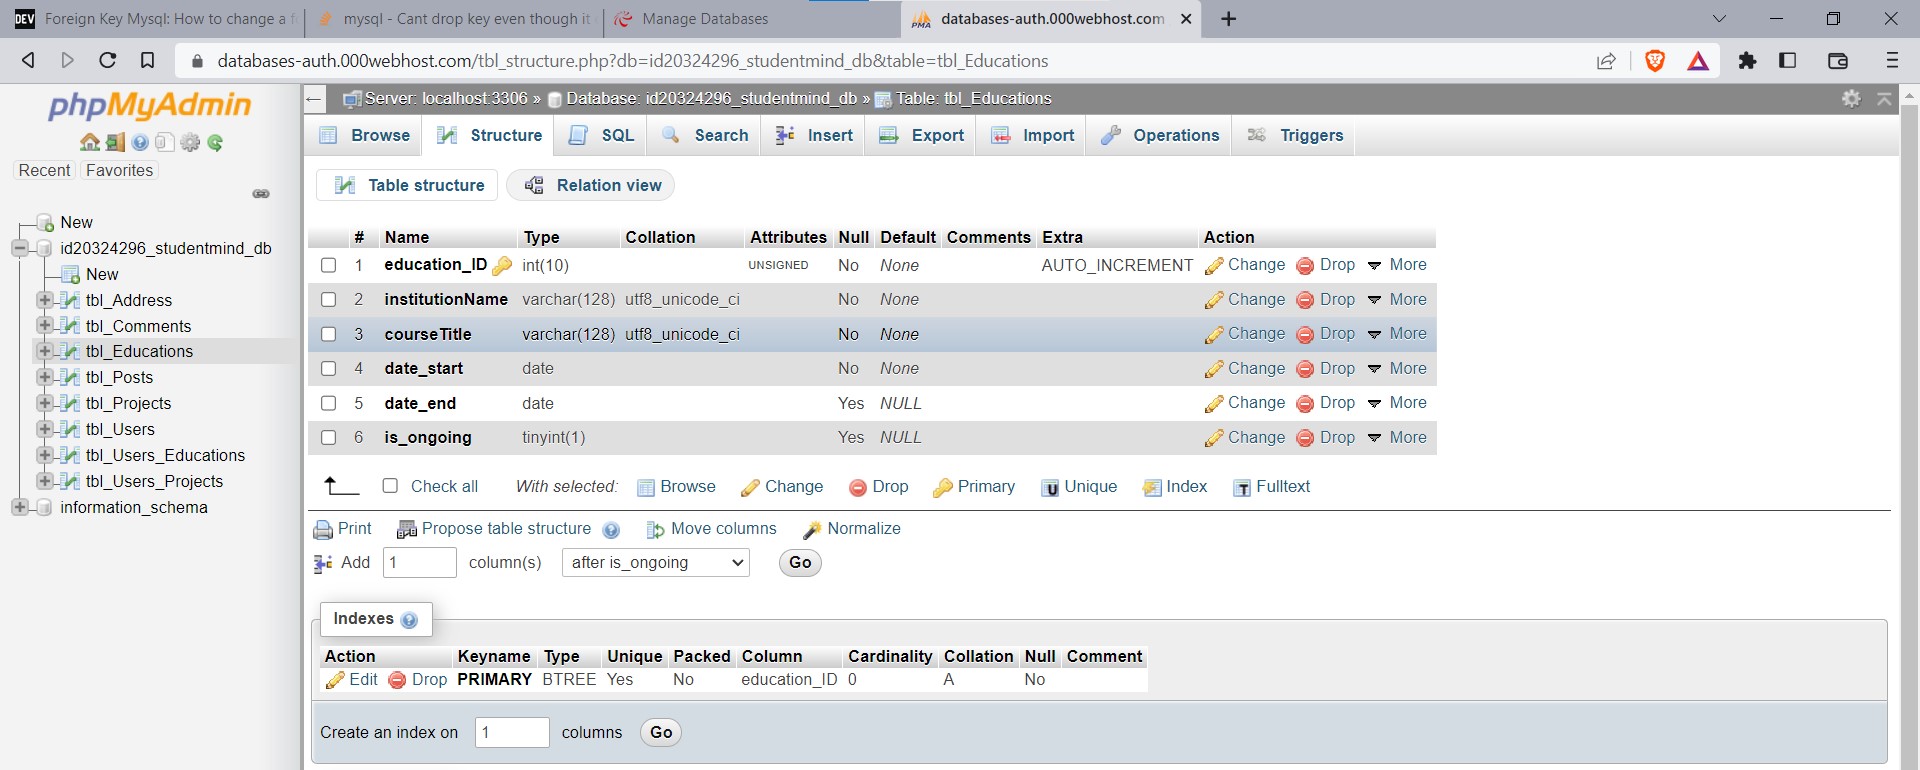 DEV Foreign Key Mysql: How to change a f
mysql - Cant drop key even though it
Manage Databases
PMA databases-auth.000webhost.com
databases-auth.000webhost.com/tbl_structure.php?db=id20324296_studentmind_db&table=tbl_Educations
phpMyAdmin
Recent Favorites
New
id20324296_studentmind_db
New
tbl_Address
tbl_Comments
tbl_Educations
tbl_Posts
tbl_Projects
tbl_Users
tbl_Users_Educations
tbl_Users_Projects
information_schema
Server: localhost:3306 » Database: id20324296_studentmind_db » Table: tbl_Educations
Browse Structure SQL Search Insert Export Import Operations Triggers
Table structure Relation view
# Name Type Collation Attributes Null Default Comments Extra Action
1 education_ID int(10) UNSIGNED No None AUTO_INCREMENT Change Drop More
2 institutionName varchar(128) utf8_unicode_ci No None Change Drop More
3 courseTitle varchar(128) utf8_unicode_ci No None Change Drop More
4 date_start date No None Change Drop More
5 date_end date Yes NULL Change Drop More
6 is_ongoing tinyint(1) Yes NULL Change Drop More
Check all With selected: Browse Change Drop Primary U Unique Index T Fulltext
Print Propose table structure Move columns Normalize
Add 1 column(s) after is_ongoing Go
Indexes
Action Keyname Type Unique Packed Column Cardinality Collation Null Comment
Edit Drop PRIMARY BTREE Yes No education_ID 0 A No
Create an index on 1 columns Go